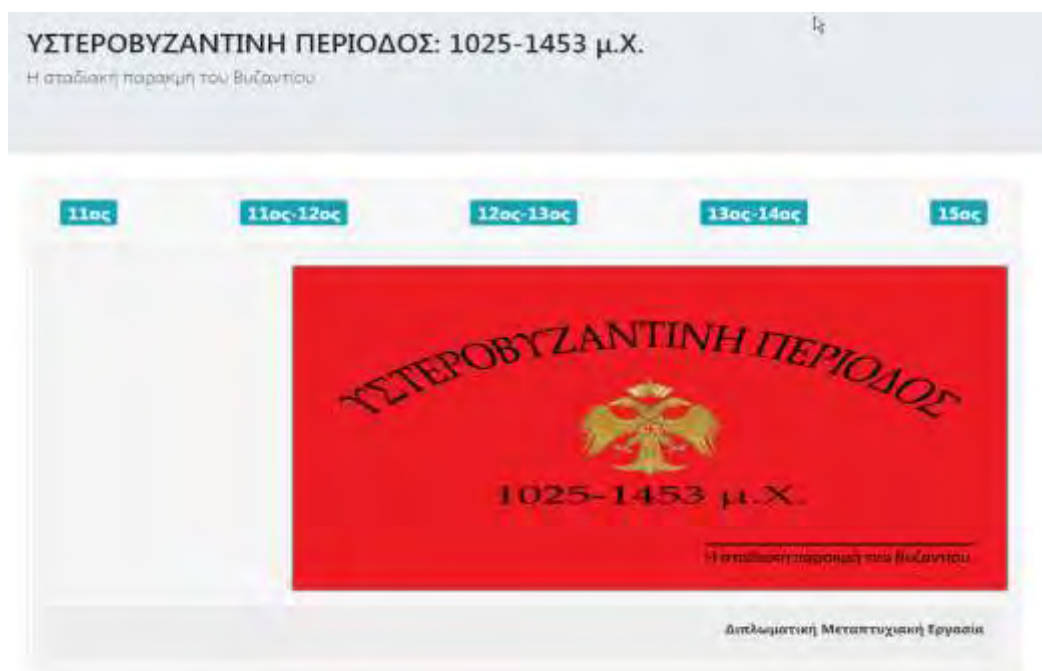 ΥΣΤΕΡΟΒΥΖΑΝΤΙΝΗ ΠΕΡΙΟΔΟΣ: 1025-1453 μ.Χ.
Η σταδιακή παρακμή του Βυζαντίου
11ος 11ος-12ος 12ος-13ος 13ος-14ος 15ος
ΥΣΤΕΡΟΒΥΖΑΝΤΙΝΗ ΠΕΡΙΟΔΟΣ
1025-1453 μ.Χ.
Η σταδιακή παρακμή του Βυζαντίου
Διπλωματική Μεταπτυχιακή Εργασία